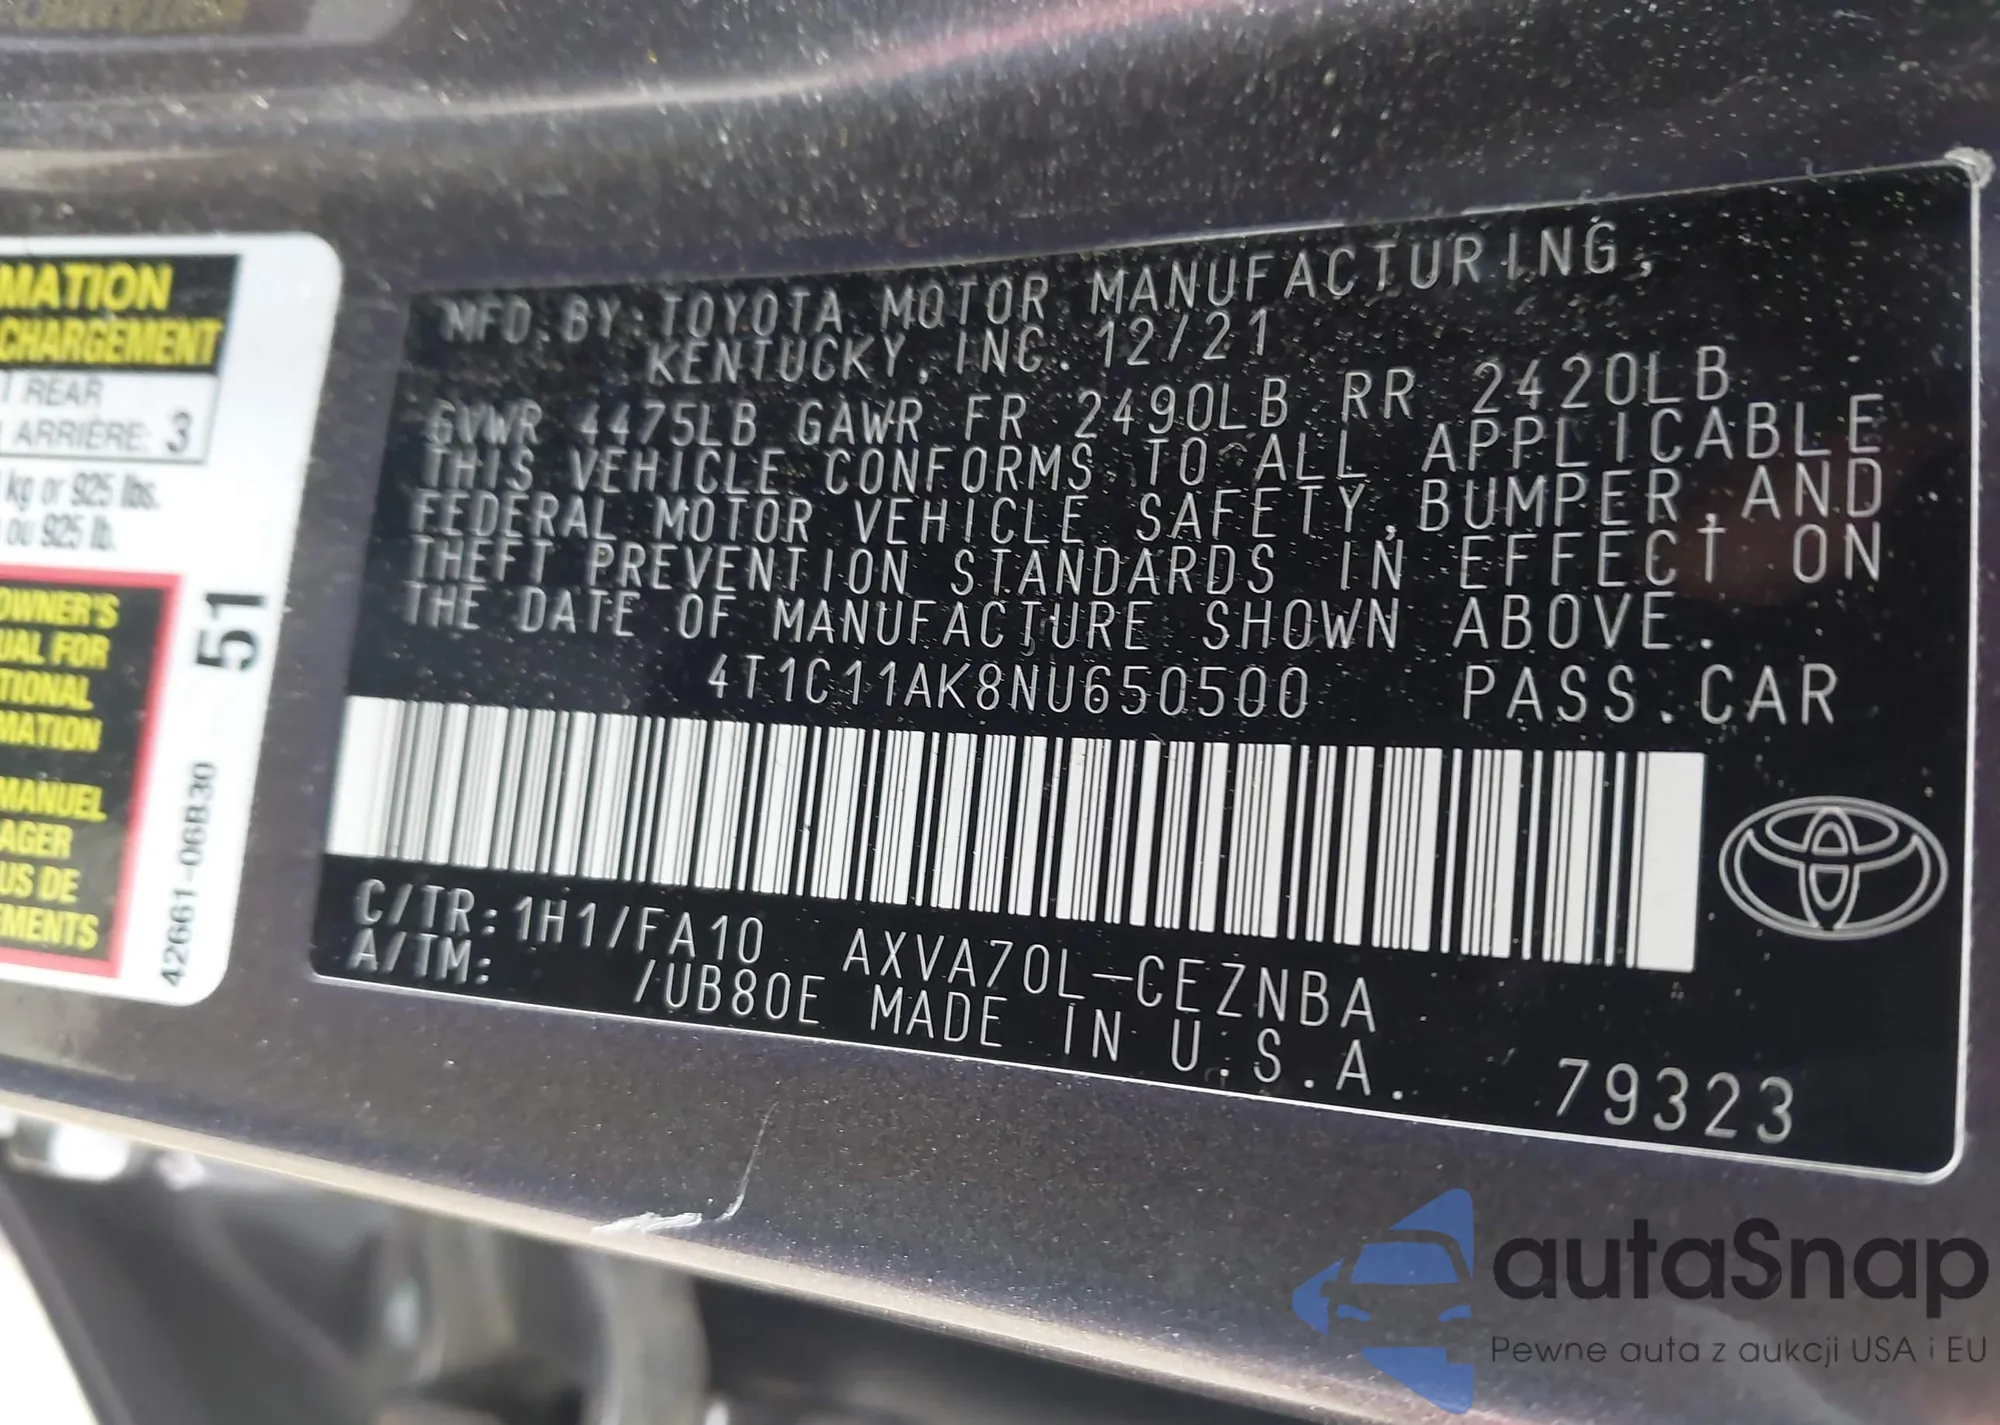 MATION
CHARGEMENT
REAR
ARRIÈRE: 3
kg or 925 lbs.
ou 925 lb.
OWNER'S
UAL FOR
TIONAL
MATION
MANUEL
AGER
US DE
EMENTS
51
42661-06B30
MFD. BY: TOYOTA MOTOR MANUFACTURING,
KENTUCKY, INC. 12/21
GVWR 4475LB GAWR FR 2490LB RR 2420LB
THIS VEHICLE CONFORMS TO ALL APPLICABLE
FEDERAL MOTOR VEHICLE SAFETY, BUMPER, AND
THEFT PREVENTION STANDARDS IN EFFECT ON
THE DATE OF MANUFACTURE SHOWN ABOVE.
4T1C11AK8NU650500 PASS.CAR
C/TR: 1H1/FA10 AXVA70L-CEZNBA
A/TM: /UB80E MADE IN U.S.A.
79323
autaSnap
Pewne auta z aukcji USA i EU